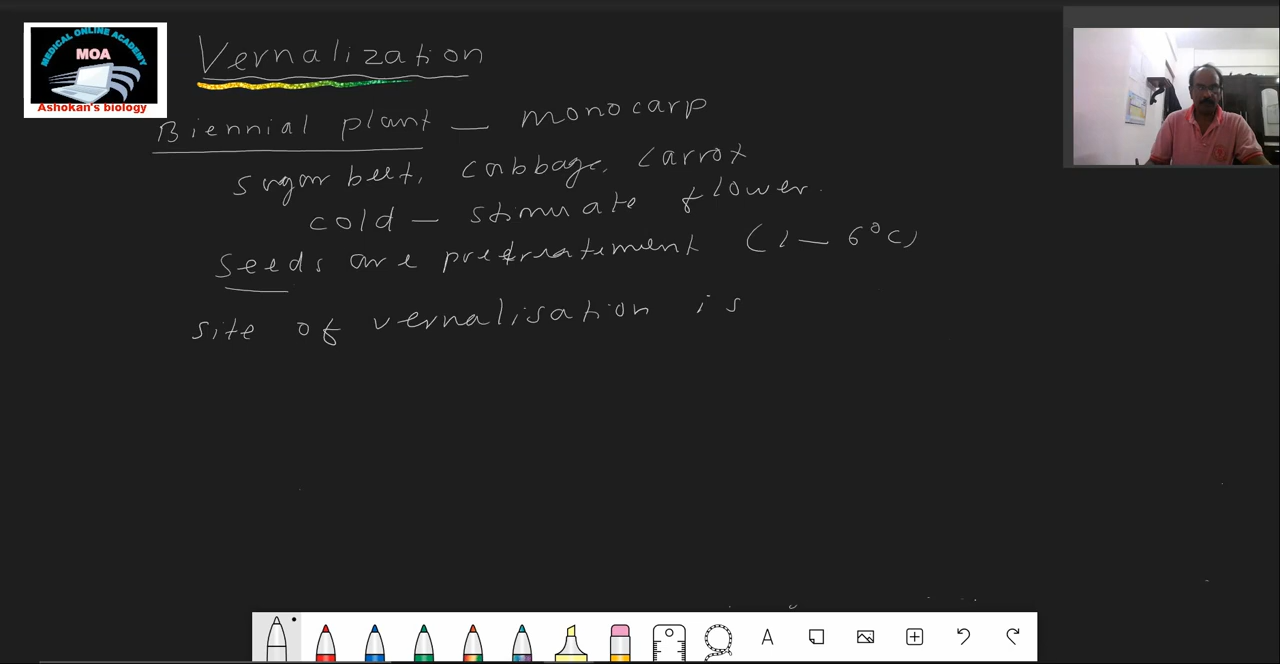 MEDICAL ONLINE ACADEMY
MOA
Ashokan's biology
Vernalization
Biennial plant — monocarp
sugar beet, cabbage, carrot
cold — stimulate flower.
seeds are pretreatement (1 — 6°C)
site of vernalisation is
A